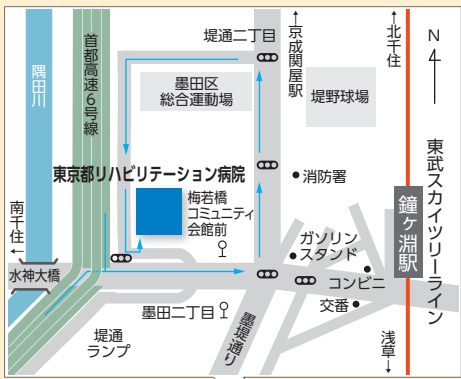 堤通二丁目
↑京成関屋駅
↑北千住
N
隅田川
首都高速6号線
墨田区
総合運動場
堤野球場
東武スカイツリーライン
東京都リハビリテーション病院
消防署
梅若橋
コミュニティ
会館前
鐘ヶ淵駅
南千住
↓
ガソリン
スタンド
水神大橋
コンビニ
墨田二丁目
交番
堤通
ランプ
墨堤通り
浅草↓